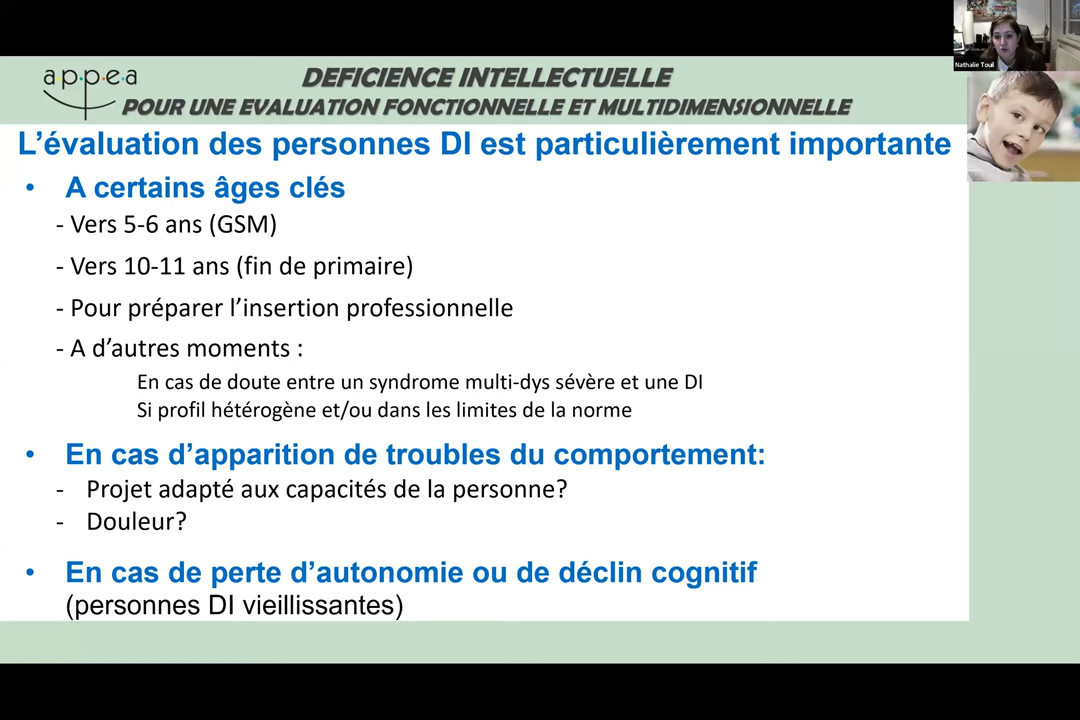 Nathalie Touil
a·p·p·e·a
DEFICIENCE INTELLECTUELLE
POUR UNE EVALUATION FONCTIONNELLE ET MULTIDIMENSIONNELLE
L’évaluation des personnes DI est particulièrement importante
• A certains âges clés
- Vers 5-6 ans (GSM)
- Vers 10-11 ans (fin de primaire)
- Pour préparer l’insertion professionnelle
- A d’autres moments :
En cas de doute entre un syndrome multi-dys sévère et une DI
Si profil hétérogène et/ou dans les limites de la norme
• En cas d’apparition de troubles du comportement:
- Projet adapté aux capacités de la personne?
- Douleur?
• En cas de perte d’autonomie ou de déclin cognitif
(personnes DI vieillissantes)